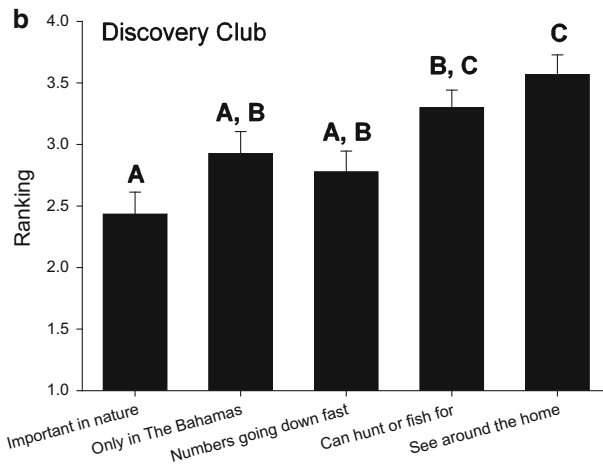 b
Discovery Club
4.0
3.5
3.0
2.5
2.0
1.5
1.0
Ranking
A
A, B
A, B
B, C
C
Important in nature
Only in The Bahamas
Numbers going down fast
Can hunt or fish for
See around the home